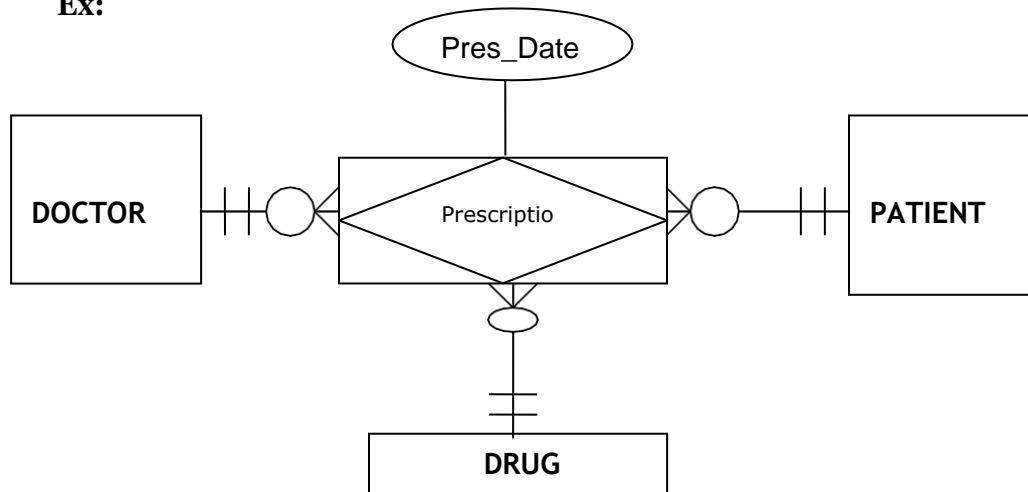 Ex:
Pres_Date
DOCTOR
Prescriptio
PATIENT
DRUG